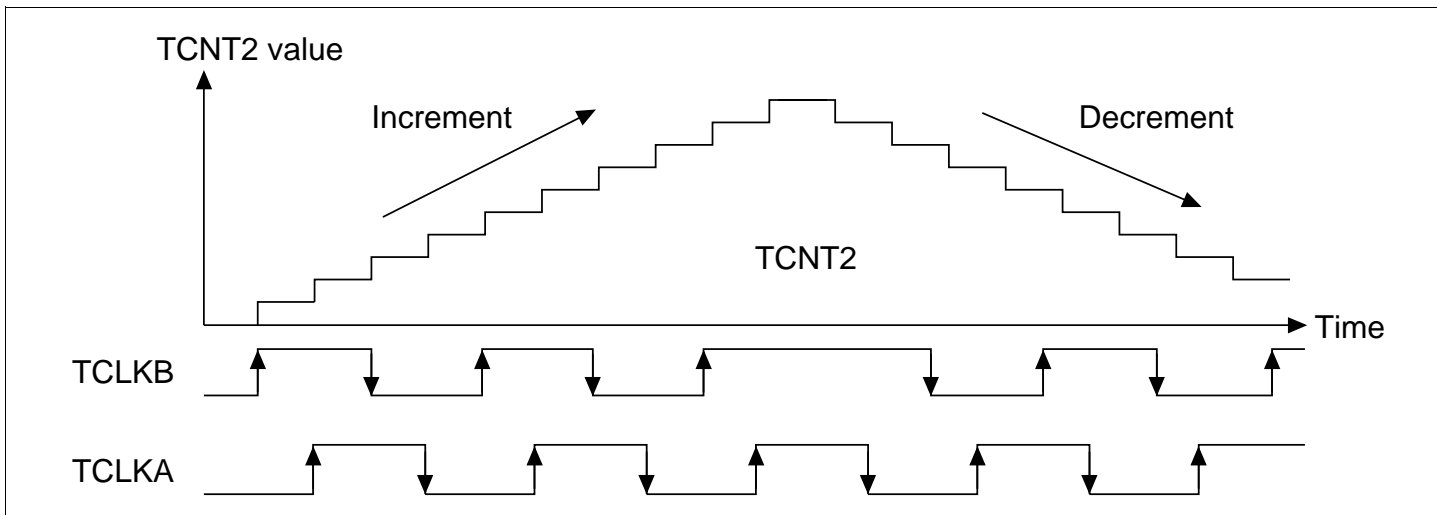 TCNT2 value
Increment
Decrement
TCNT2
Time
TCLKB
TCLKA